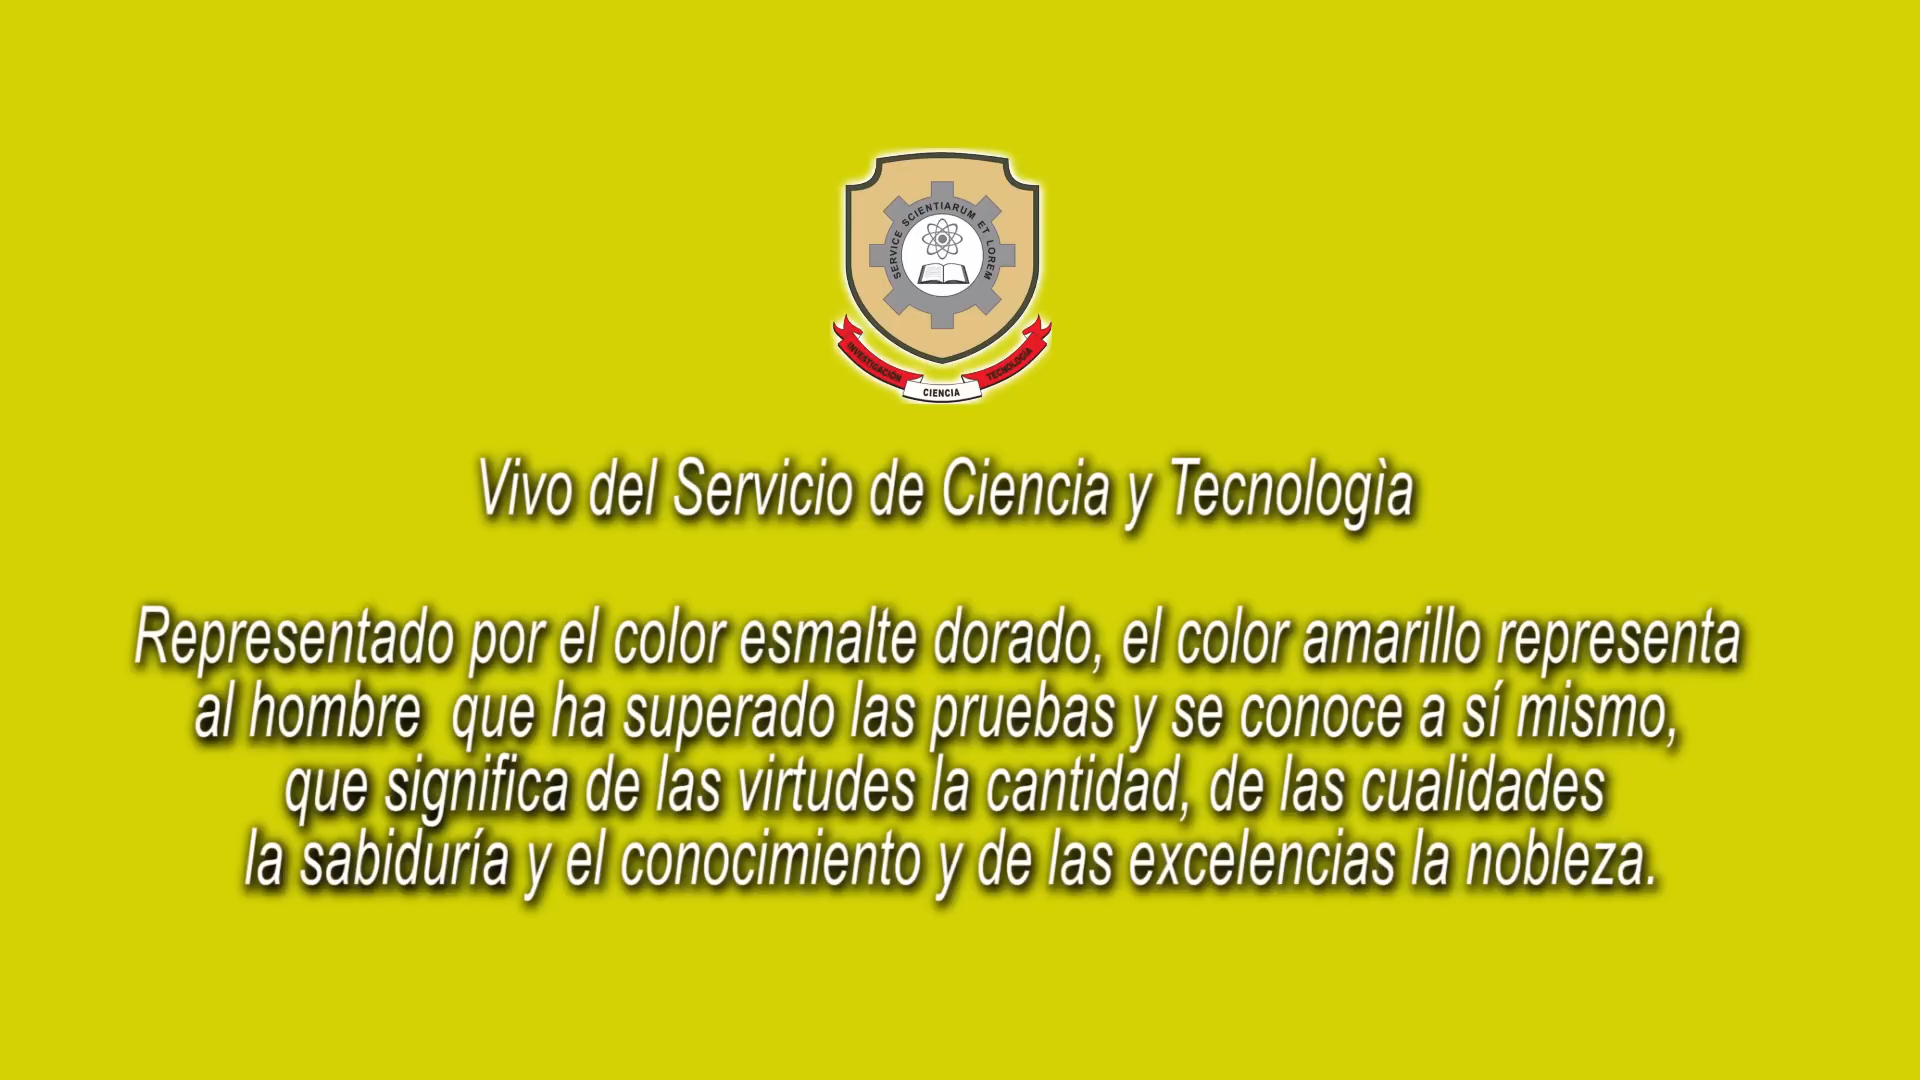 SERVICE SCIENTIARUM ET LOREM
INVESTIGACION
CIENCIA
TECNOLOGIA
Vivo del Servicio de Ciencia y Tecnologìa
Representado por el color esmalte dorado, el color amarillo representa
al hombre que ha superado las pruebas y se conoce a sí mismo,
que significa de las virtudes la cantidad, de las cualidades
la sabiduría y el conocimiento y de las excelencias la nobleza.